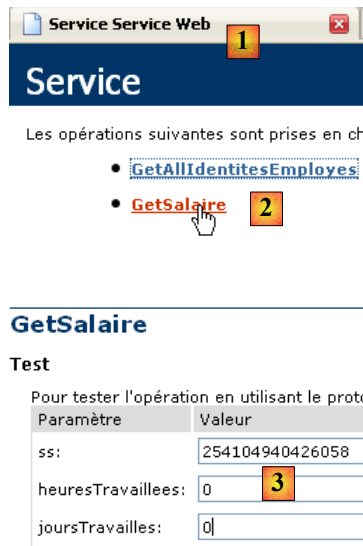 Service Service Web
1
Service
Les opérations suivantes sont prises en ch
GetAllIdentitesEmployes
GetSalaire 2
GetSalaire
Test
Pour tester l'opération en utilisant le proto
Paramètre Valeur
ss: 254104940426058
heuresTravaillees: 0 3
joursTravailles: 0